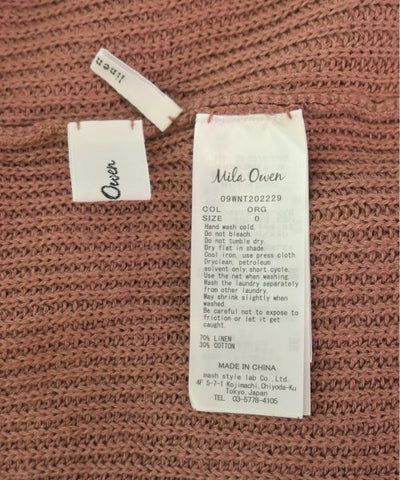 linen
Owen
Mila Owen
09WNT202229
COL ORG
SIZE 0
Hand wash cold.
Do not bleach.
Do not tumble dry.
Dry flat in shade.
Cool iron, use press cloth.
Dryclean, petroleum
solvent only, short cycle.
Use the net when washing.
Wash the laundry separately
from other laundry.
May shrink slightly when
washed.
Be careful not to expose to
friction or lat it get
caught.
70% LINEN
30% COTTON
MADE IN CHINA
mash style lab Co.,Ltd.
4F 5-7-1 Kojimachi,Chiyoda-Ku
Tokyo,Japan
TEL 03-5778-4105